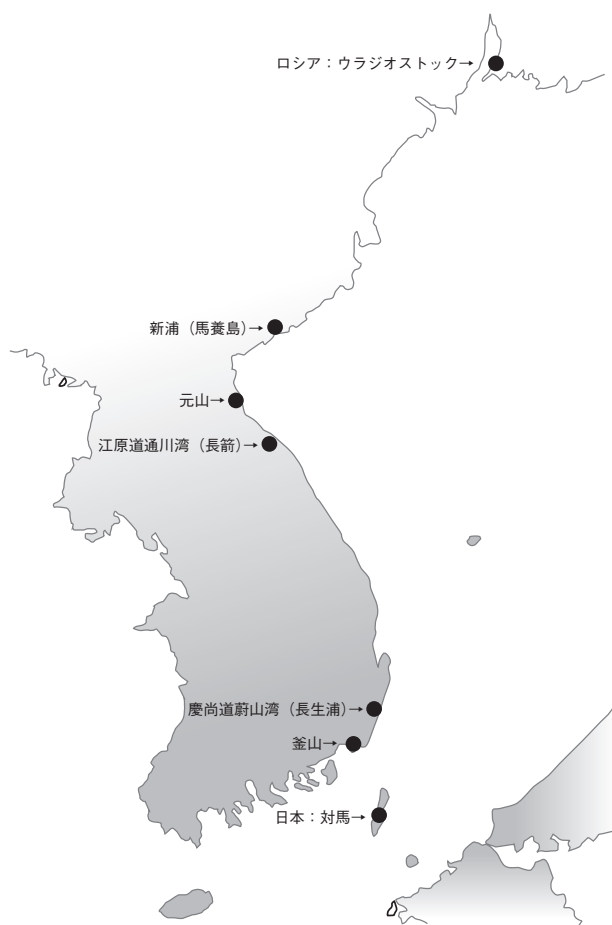 ロシア：ウラジオストック→
新浦（馬養島）→
元山→
江原道通川湾（長箭）→
慶尚道蔚山湾（長生浦）→
釜山→
日本：対馬→